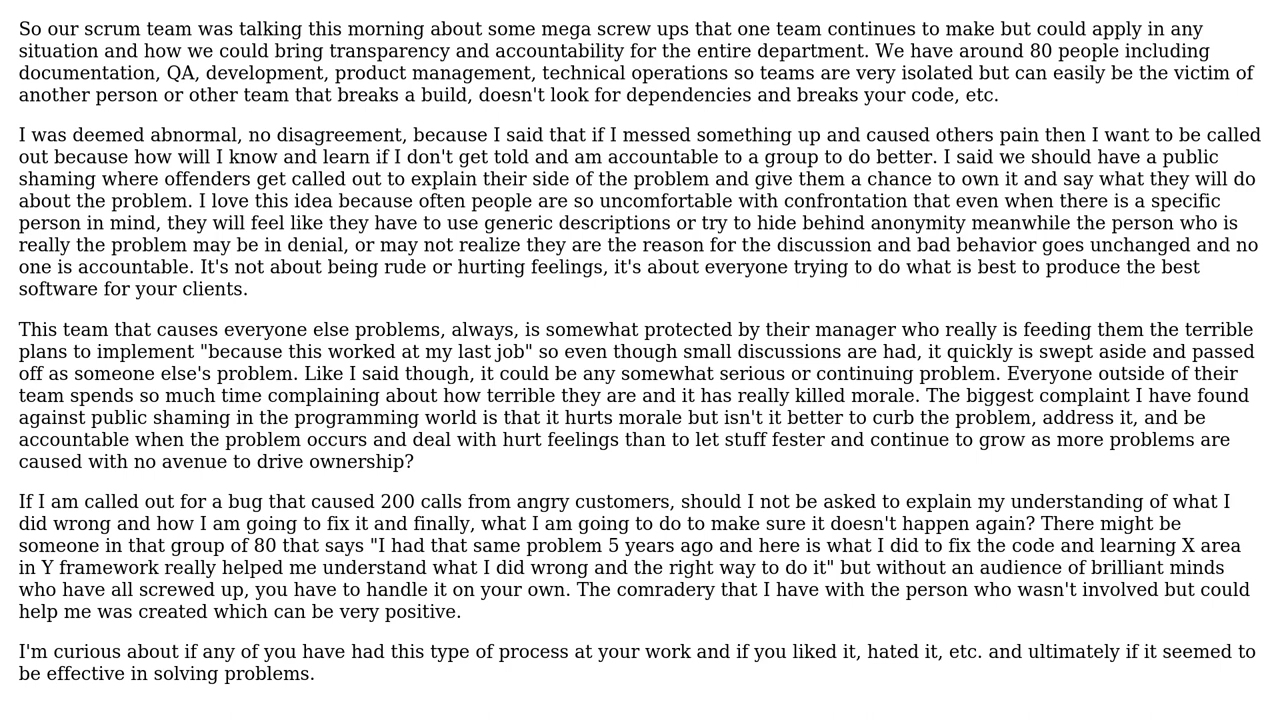 So our scrum team was talking this morning about some mega screw ups that one team continues to make but could apply in any
situation and how we could bring transparency and accountability for the entire department. We have around 80 people including
documentation, QA, development, product management, technical operations so teams are very isolated but can easily be the victim of
another person or other team that breaks a build, doesn't look for dependencies and breaks your code, etc.
I was deemed abnormal, no disagreement, because I said that if I messed something up and caused others pain then I want to be called
out because how will I know and learn if I don't get told and am accountable to a group to do better. I said we should have a public
shaming where offenders get called out to explain their side of the problem and give them a chance to own it and say what they will do
about the problem. I love this idea because often people are so uncomfortable with confrontation that even when there is a specific
person in mind, they will feel like they have to use generic descriptions or try to hide behind anonymity meanwhile the person who is
really the problem may be in denial, or may not realize they are the reason for the discussion and bad behavior goes unchanged and no
one is accountable. It's not about being rude or hurting feelings, it's about everyone trying to do what is best to produce the best
software for your clients.
This team that causes everyone else problems, always, is somewhat protected by their manager who really is feeding them the terrible
plans to implement "because this worked at my last job" so even though small discussions are had, it quickly is swept aside and passed
off as someone else's problem. Like I said though, it could be any somewhat serious or continuing problem. Everyone outside of their
team spends so much time complaining about how terrible they are and it has really killed morale. The biggest complaint I have found
against public shaming in the programming world is that it hurts morale but isn't it better to curb the problem, address it, and be
accountable when the problem occurs and deal with hurt feelings than to let stuff fester and continue to grow as more problems are
caused with no avenue to drive ownership?
If I am called out for a bug that caused 200 calls from angry customers, should I not be asked to explain my understanding of what I
did wrong and how I am going to fix it and finally, what I am going to do to make sure it doesn't happen again? There might be
someone in that group of 80 that says "I had that same problem 5 years ago and here is what I did to fix the code and learning X area
in Y framework really helped me understand what I did wrong and the right way to do it" but without an audience of brilliant minds
who have all screwed up, you have to handle it on your own. The comradery that I have with the person who wasn't involved but could
help me was created which can be very positive.
I'm curious about if any of you have had this type of process at your work and if you liked it, hated it, etc. and ultimately if it seemed to
be effective in solving problems.